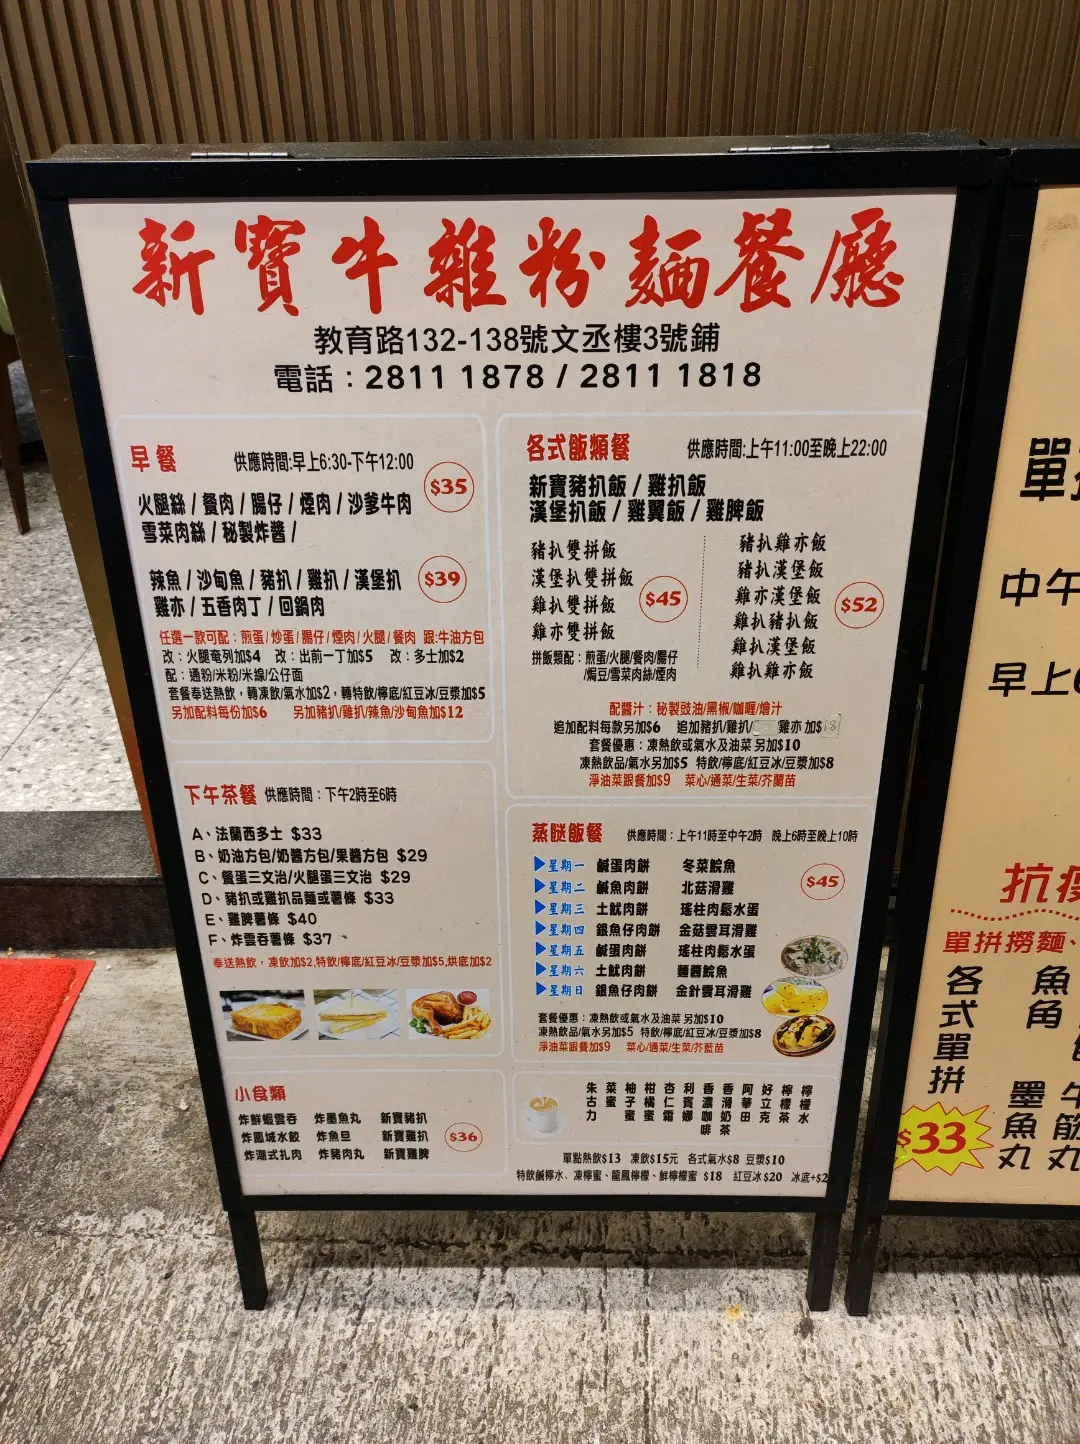 新寶牛雜粉麵餐廳
教育路132-138號文丞樓3號鋪
電話：2811 1878 / 2811 1818
早餐 供應時間:早上6:30-下午12:00
火腿絲 / 餐肉 / 腸仔 / 煙肉 / 沙爹牛肉
雪菜肉絲 / 秘製炸醬 /
$35
辣魚 / 沙甸魚 / 豬扒 / 雞扒 / 漢堡扒
雞亦 / 五香肉丁 / 回鍋肉
$39
任選一款可配：煎蛋/炒蛋/腸仔/煙肉/火腿/餐肉 跟:牛油方包
改：火腿奄列加$4 改：出前一丁加$5 改：多士加$2
配：通粉/米粉/米線/公仔面
套餐奉送熱飲，轉凍飲/氣水加$2，轉特飲/檸底/紅豆冰/豆漿加$5
另加配料每份加$6 另加豬扒/雞扒/辣魚/沙甸魚加$12
各式飯類餐 供應時間:上午11:00至晚上22:00
新寶豬扒飯 / 雞扒飯
漢堡扒飯 / 雞翼飯 / 雞脾飯
豬扒雙拼飯
漢堡扒雙拼飯
雞扒雙拼飯
雞亦雙拼飯
$45
拼飯類配：煎蛋/火腿/餐肉/腸仔
/焗豆/雪菜肉絲/煙肉
豬扒雞亦飯
豬扒漢堡飯
雞亦漢堡飯
雞扒豬扒飯
雞扒漢堡飯
雞扒雞亦飯
$52
配醬汁：秘製豉油/黑椒/咖喱/燴汁
追加配料每款另加$6 追加豬扒/雞扒/ 雞亦 加$18
套餐優惠：凍熱飲或氣水及油菜 另加$10
凍熱飲品/氣水另加$5 特飲/檸底/紅豆冰/豆漿加$8
淨油菜跟餐加$9 菜心/通菜/生菜/芥蘭苗
下午茶餐 供應時間：下午2時至6時
A、法蘭西多士 $33
B、奶油方包/奶醬方包/果醬方包 $29
C、餐蛋三文治/火腿蛋三文治 $29
D、豬扒或雞扒品麵或薯條 $33
E、雞脾薯條 $40
F、炸雲吞薯條 $37
奉送熱飲，凍飲加$2,特飲/檸底/紅豆冰/豆漿加$5,烘底加$2
蒸餸飯餐 供應時間：上午11時至中午2時 晚上6時至晚上10時
星期一 鹹蛋肉餅 冬菜鯇魚
星期二 鹹魚肉餅 北菇滑雞
星期三 土魷肉餅 瑤柱肉鬆水蛋
星期四 銀魚仔肉餅 金菇雲耳滑雞
星期五 鹹蛋肉餅 瑤柱肉鬆水蛋
星期六 土魷肉餅 麵醬鯇魚
星期日 銀魚仔肉餅 金針雲耳滑雞
$45
套餐優惠：凍熱飲或氣水及油菜 另加$10
凍熱飲品/氣水另加$5 特飲/檸底/紅豆冰/豆漿加$8
淨油菜跟餐加$9 菜心/通菜/生菜/芥藍苗
小食類
炸鮮蝦雲吞 炸墨魚丸 新寶豬扒
炸鳳城水餃 炸魚旦 新寶雞扒
炸潮式扎肉 炸豬肉丸 新寶雞脾
$36
朱古力
菜蜜
柚子蜜
柑橘蜜
杏仁霜
利賓娜
香濃咖啡
香滑奶茶
阿華田
好立克
檸檬茶
檸檬水
單點熱飲$13 凍飲$15元 各式氣水$8 豆漿$10
特飲鹹檸水、凍檸蜜、龍鳳檸檬、鮮檸檬蜜 $18 紅豆冰$20 冰底+$2
單
中午
早上
抗
單拼撈麵、
各式單拼
魚角
墨魚丸
牛筋丸
$33